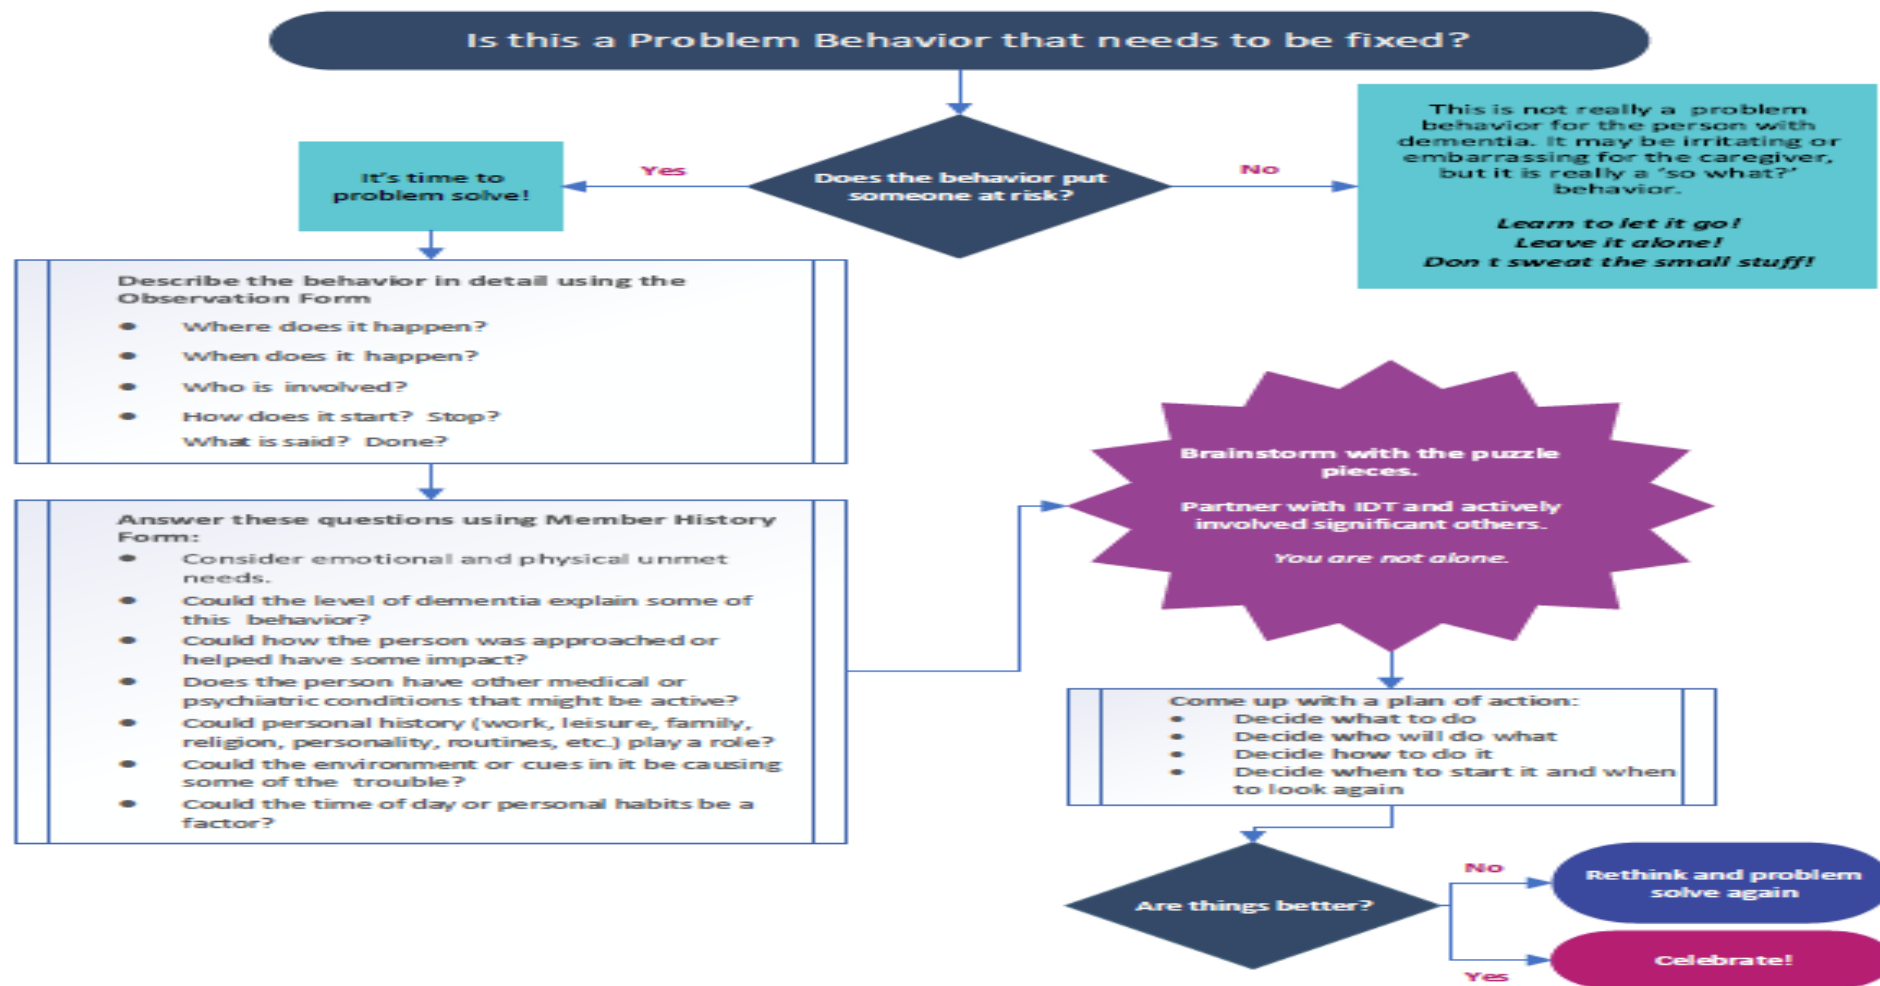 Is this a Problem Behavior that needs to be fixed?
Does the behavior put
someone at risk?
Yes
No
It's time to
problem solve!
This is not really a problem
behavior for the person with
dementia. It may be irritating or
embarrassing for the caregiver,
but it is really a 'so what?'
behavior.
Learn to let it go!
Leave it alone!
Don t sweat the small stuff!
Describe the behavior in detail using the
Observation Form
• Where does it happen?
• When does it happen?
• Who is involved?
• How does it start? Stop?
What is said? Done?
Answer these questions using Member History
Form:
• Consider emotional and physical unmet
needs.
• Could the level of dementia explain some of
this behavior?
• Could how the person was approached or
helped have some impact?
• Does the person have other medical or
psychiatric conditions that might be active?
• Could personal history (work, leisure, family,
religion, personality, routines, etc.) play a role?
• Could the environment or cues in it be causing
some of the trouble?
• Could the time of day or personal habits be a
factor?
Brainstorm with the puzzle
pieces.
Partner with IDT and actively
involved significant others.
You are not alone.
Come up with a plan of action:
• Decide what to do
• Decide who will do what
• Decide how to do it
• Decide when to start it and when
to look again
Are things better?
No
Rethink and problem
solve again
Yes
Celebrate!